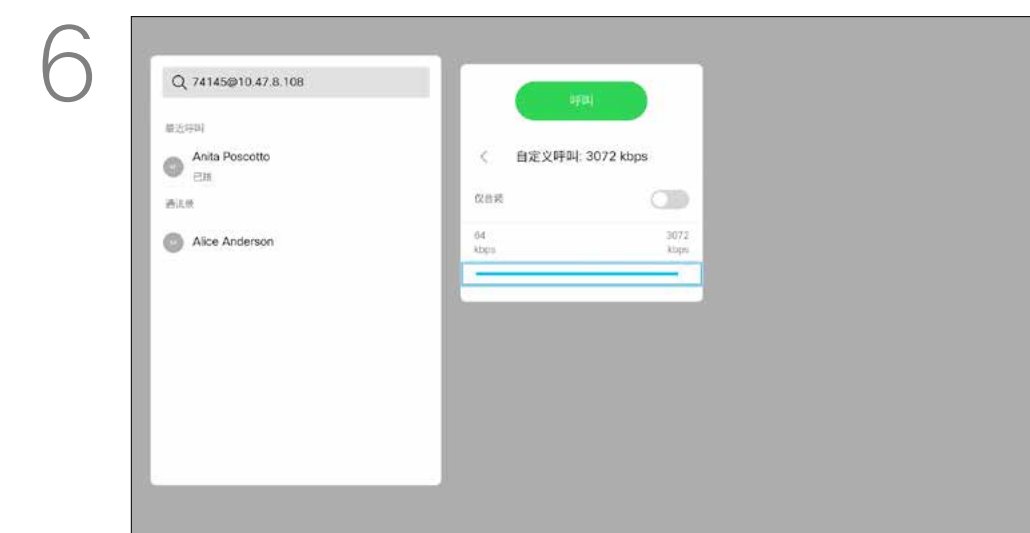 6
74145@10.47.8.108
最近呼叫
Anita Poscotto
通讯录
Alice Anderson
呼叫
自定义呼叫: 3072 kbps
仅音频
64
kbps
3072
kbps